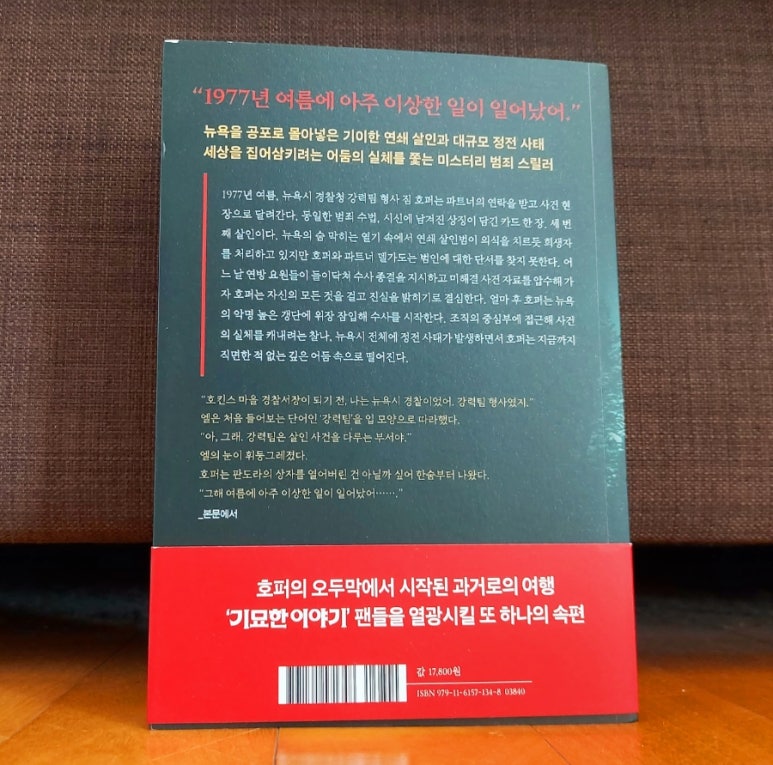 “1977년 여름에 아주 이상한 일이 일어났어.”
뉴욕을 공포로 몰아넣은 기이한 연쇄 살인과 대규모 정전 사태
세상을 집어삼키려는 어둠의 실체를 쫓는 미스터리 범죄 스릴러
1977년 여름, 뉴욕시 경찰청 강력팀 형사 짐 호퍼는 파트너의 연락을 받고 사건 현
장으로 달려간다. 동일한 범죄 수법, 시신에 남겨진 상징이 담긴 카드 한 장. 세 번
째 살인이다. 뉴욕의 숨 막히는 열기 속에서 연쇄 살인범이 의식을 치르듯 희생자
를 처리하고 있지만 호퍼와 파트너 델가도는 범인에 대한 단서를 찾지 못한다. 어
느 날 연방 요원들이 들이닥쳐 수사 종결을 지시하고 미해결 사건 자료를 압수해 가
자 호퍼는 자신의 모든 것을 걸고 진실을 밝히기로 결심한다. 얼마 후 호퍼는 뉴욕
의 악명 높은 갱단에 위장 잠입해 수사를 시작한다. 조직의 중심부에 접근해 사건
의 실체를 캐내려는 찰나, 뉴욕시 전체에 정전 사태가 발생하면서 호퍼는 지금까지
직면한 적 없는 깊은 어둠 속으로 떨어진다.
“호킨스 마을 경찰서장이 되기 전, 나는 뉴욕시 경찰이었어. 강력팀 형사였지.”
엘은 처음 들어보는 단어인 ‘강력팀’을 입 모양으로 따라했다.
“아, 그래. 강력팀은 살인 사건을 다루는 부서야.”
엘의 눈이 휘둥그레졌다.
호퍼는 판도라의 상자를 열어버린 건 아닐까 싶어 한숨부터 나왔다.
“그해 여름에 아주 이상한 일이 일어났어…….”
_본문에서
호퍼의 오두막에서 시작된 과거로의 여행
‘기묘한 이야기’ 팬들을 열광시킬 또 하나의 속편
값 17,800원
ISBN 979-11-6157-134-8 03840